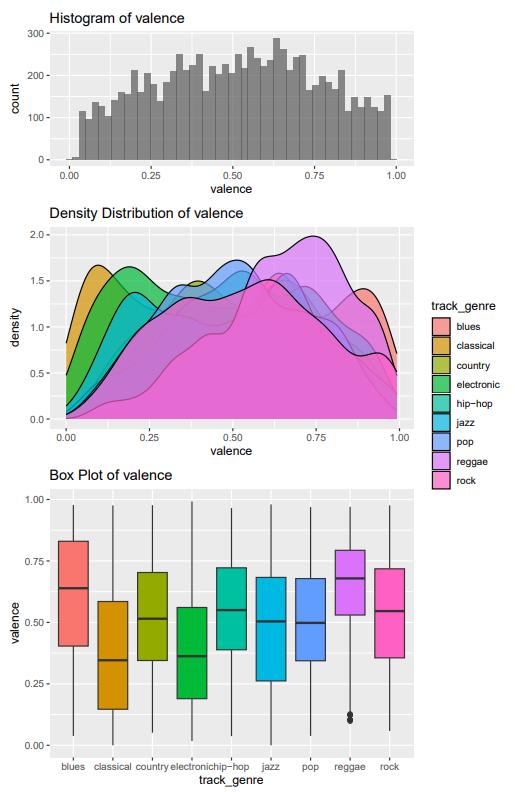 Histogram of valence
300
200
100
0
count
0.00 0.25 0.50 0.75 1.00
valence
Density Distribution of valence
2.0
1.5
1.0
0.5
0.0
density
0.00 0.25 0.50 0.75 1.00
valence
track_genre
blues
classical
country
electronic
hip-hop
jazz
pop
reggae
rock
Box Plot of valence
1.00
0.75
0.50
0.25
0.00
valence
blues classical country electronic hip-hop jazz pop reggae rock
track_genre